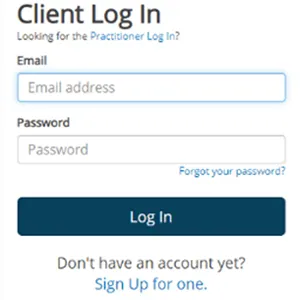 Client Log In
Looking for the Practitioner Log In?
Email
Email address
Password
Password
Forgot your password?
Log In
Don't have an account yet?
Sign Up for one.